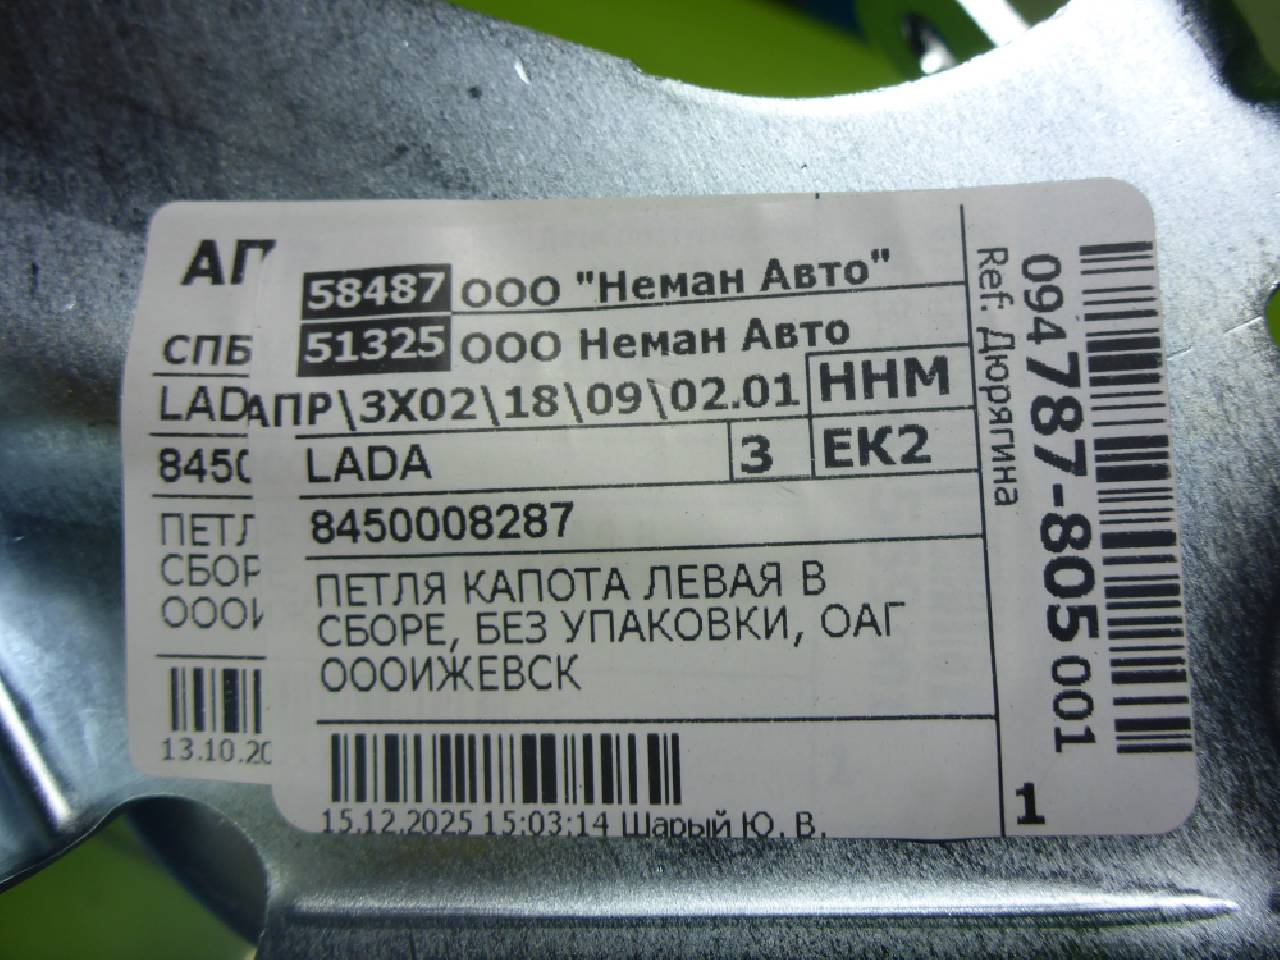 АП
СПБ
LAD
8450
ПЕТЛ
СБОР
ОООИ
13.10.20
58487 ООО "Неман Авто"
51325 ООО Неман Авто
АПР\3X02\18\09\02.01 ННМ
LADA 3 ЕК2
8450008287
ПЕТЛЯ КАПОТА ЛЕВАЯ В
СБОРЕ, БЕЗ УПАКОВКИ, ОАГ
ОООИЖЕВСК
15.12.2025 15:03:14 Шарый Ю. В.
Ref: Дюрягина
094787-805 001
1